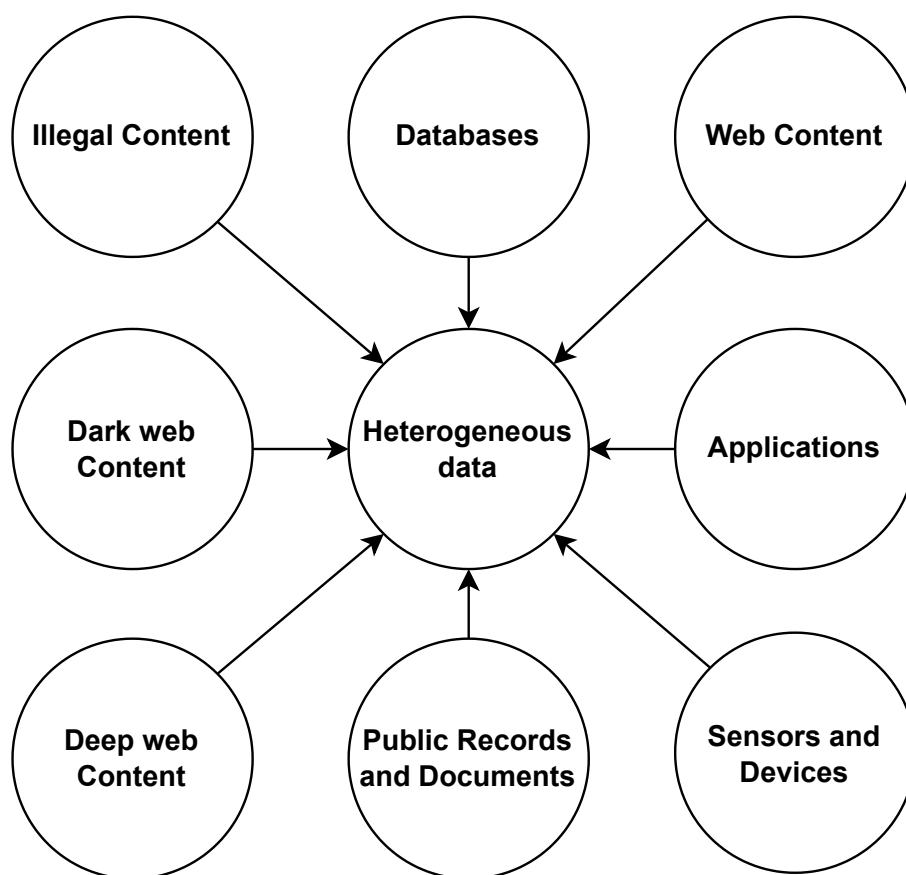 Illegal Content
Databases
Web Content
Dark web
Content
Heterogeneous
data
Applications
Deep web
Content
Public Records
and Documents
Sensors and
Devices